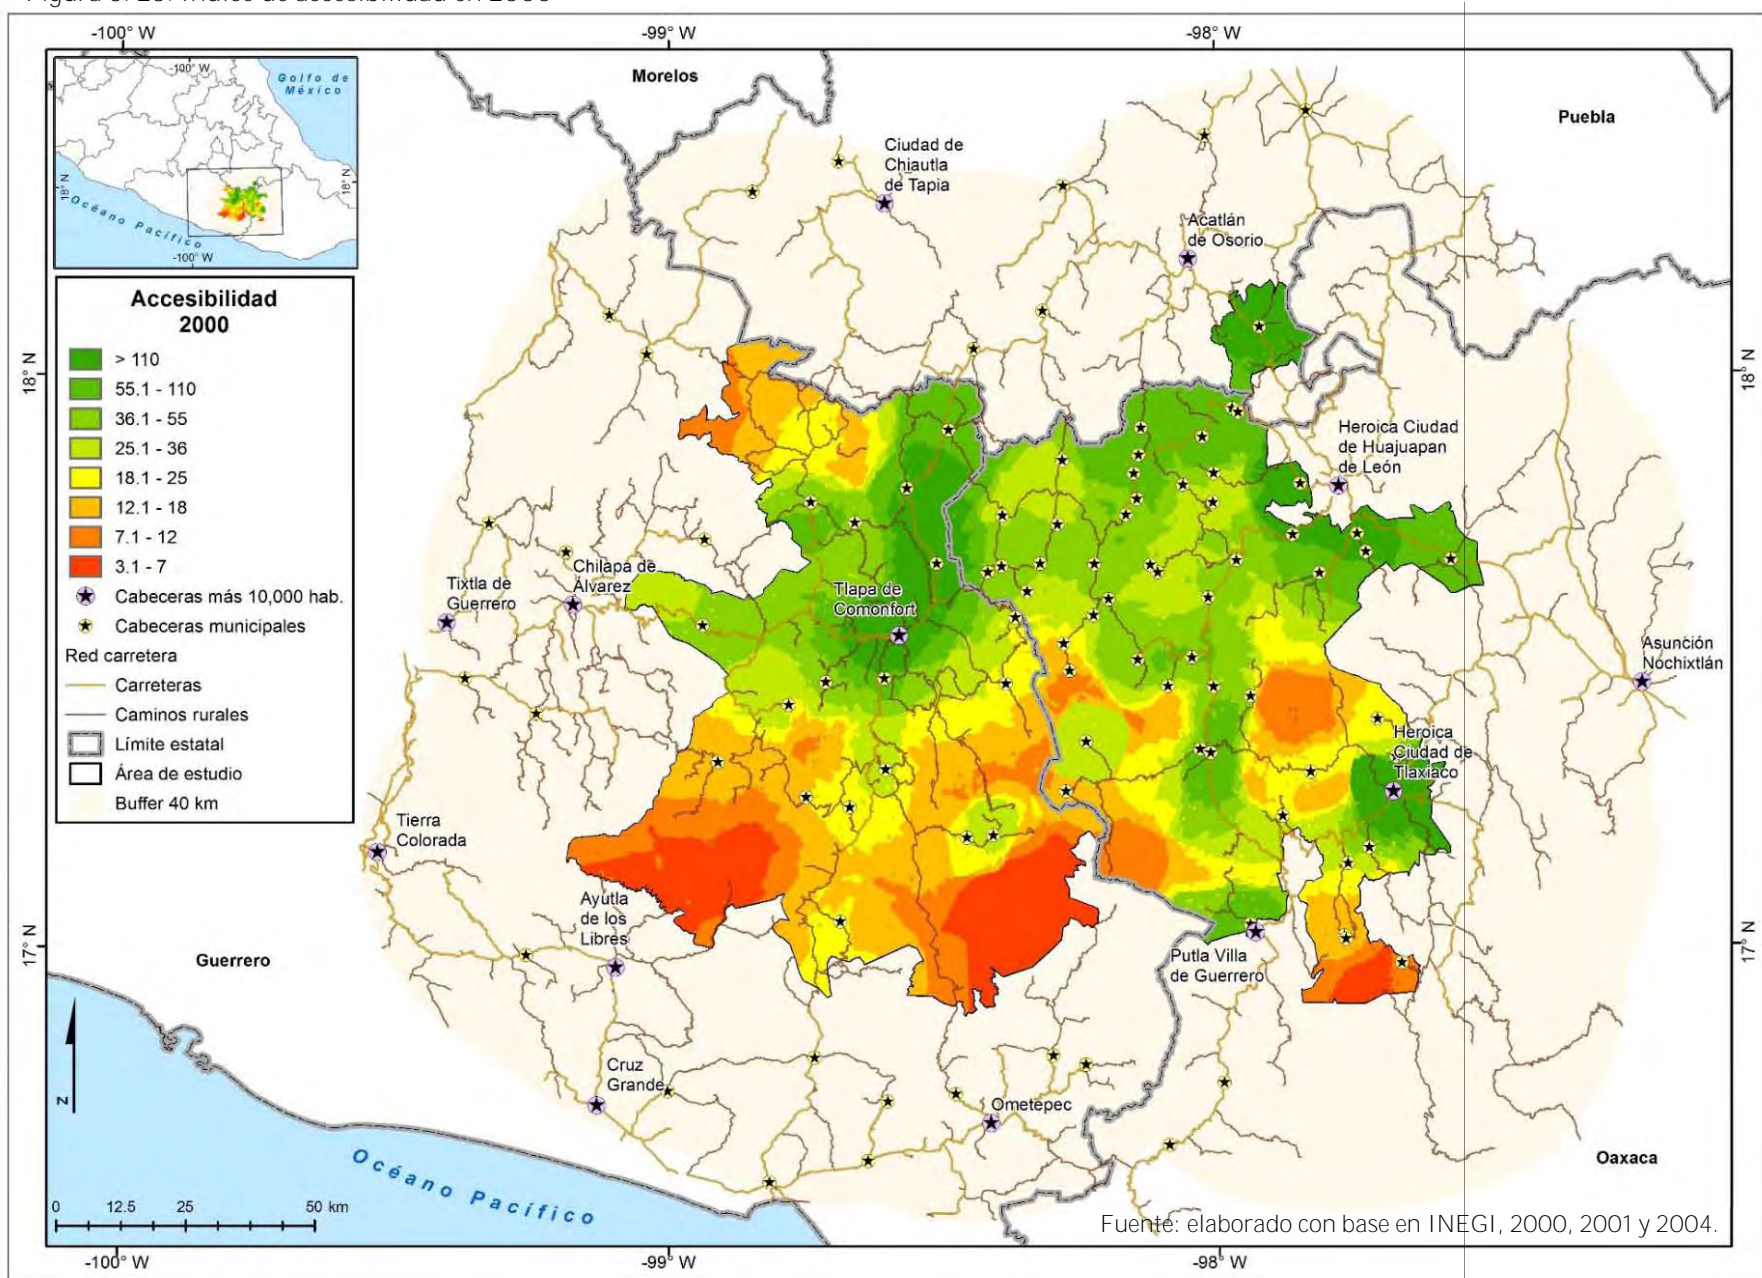 -100° W
-99° W
-98° W
Morelos
Puebla
-100° W
Golfo de
México
18° N
18° N
Océano Pacífico
-100° W
Ciudad de
Chiautla
de Tapia
Acatlán
de Osorio
Accesibilidad
2000
> 110
55.1 - 110
36.1 - 55
25.1 - 36
18.1 - 25
12.1 - 18
7.1 - 12
3.1 - 7
Cabeceras más 10,000 hab.
Cabeceras municipales
Red carretera
Carreteras
Caminos rurales
Límite estatal
Área de estudio
Buffer 40 km
18° N
18° N
Heroica Ciudad
de Huajuapan
de León
Chilapa de
Álvarez
Tixtla de
Guerrero
Tlapa de
Comonfort
Asunción
Nochixtlán
Heroica
Ciudad de
Tlaxiaco
Tierra
Colorada
Ayutla
de los
Libres
17° N
17° N
Guerrero
Putla Villa
de Guerrero
N
Cruz
Grande
Ometepec
Oaxaca
Océano Pacífico
0 12.5 25 50 km
Fuente: elaborado con base en INEGI, 2000, 2001 y 2004.
-100° W
-99° W
-98° W